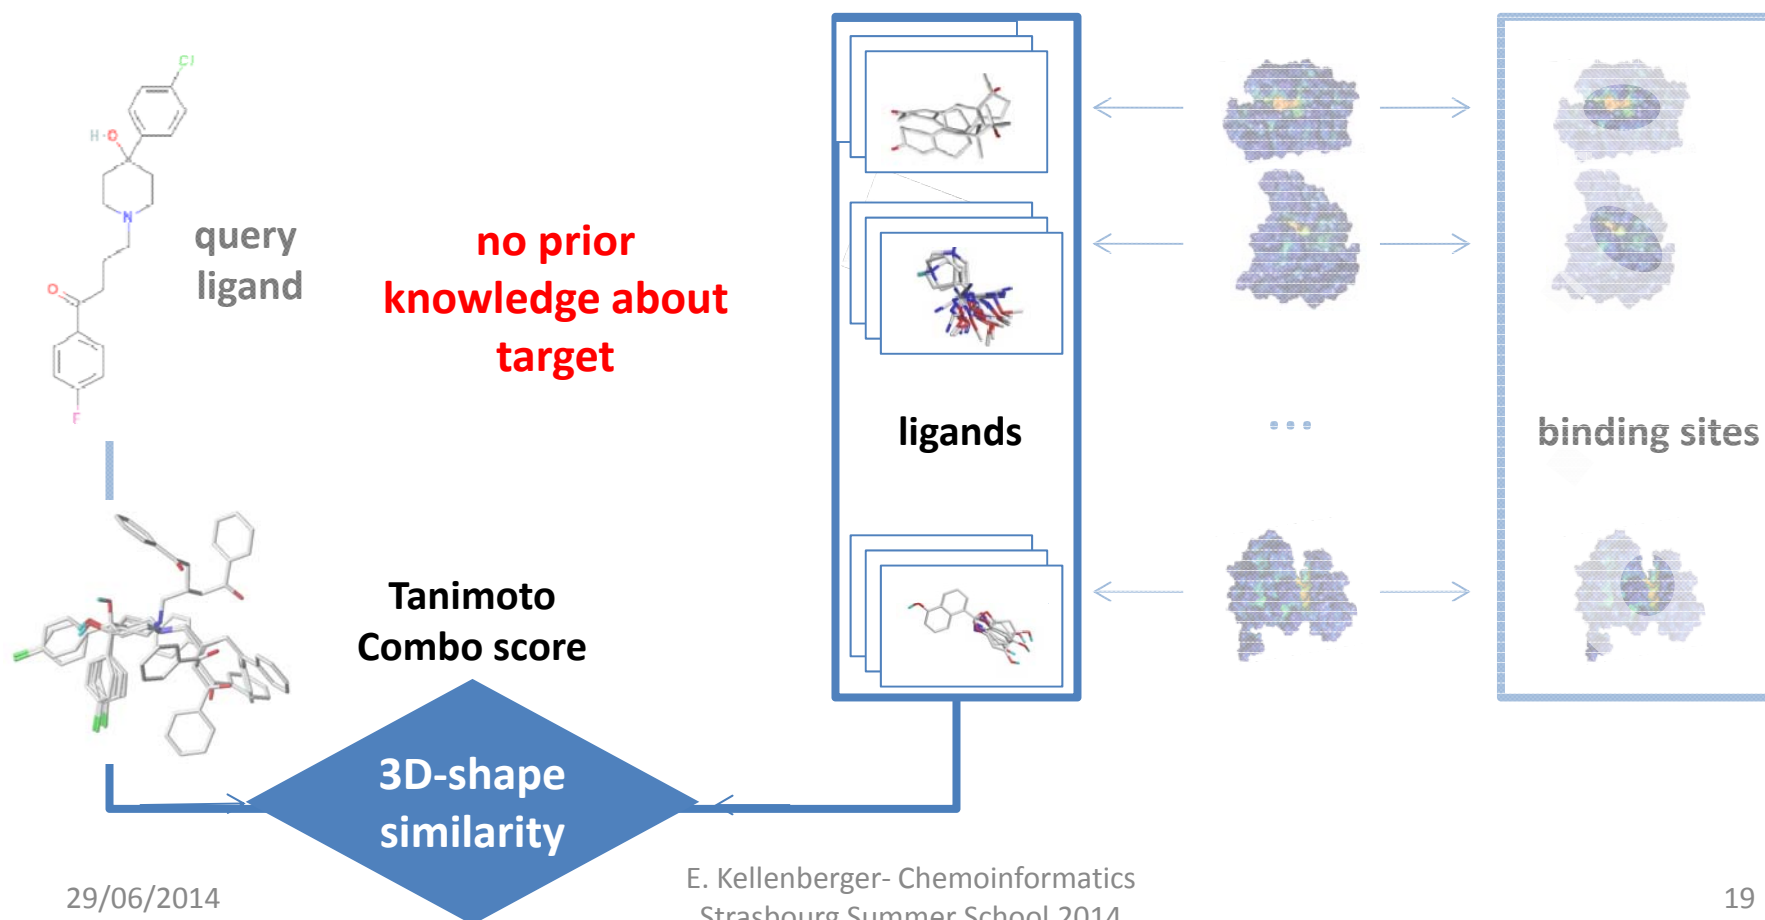 Cl
H-O
N
O
F
query
ligand
no prior
knowledge about
target
ligands
...
binding sites
Tanimoto
Combo score
3D-shape
similarity
29/06/2014
E. Kellenberger- Chemoinformatics
Strasbourg Summer School 2014
19